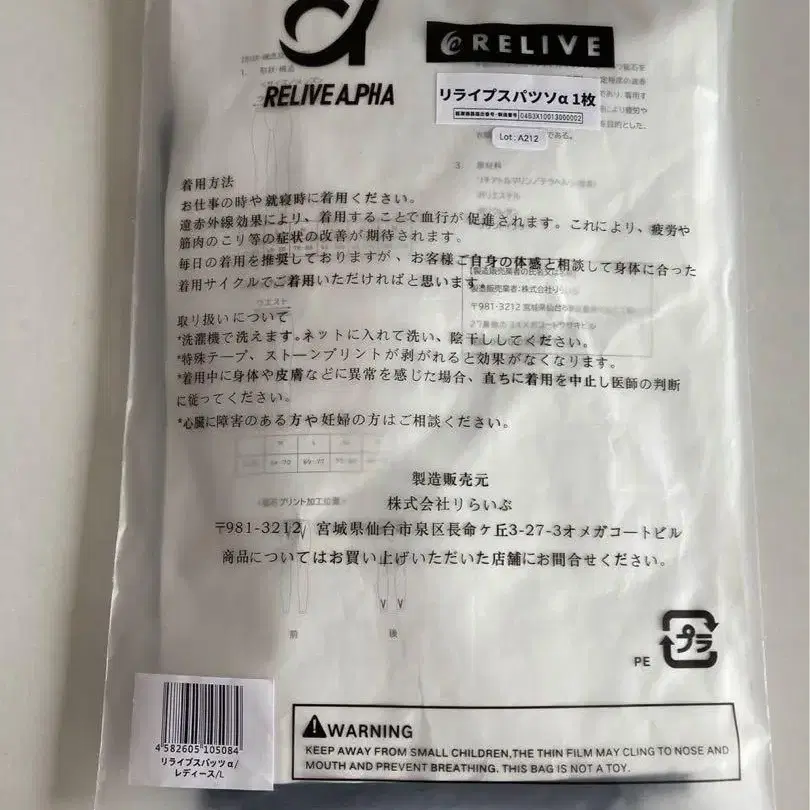 RELIVE A.PHA
RELIVE
リライブスパツソα 1枚
04B3X10013000002
Lot: A212
着用方法
お仕事の時や就寝時に着用ください。
遠赤外線効果により、着用することで血行が促進されます。これにより、疲労や
筋肉のこリ等の症状の改善が期待されます。
毎日の着用を推奨しておりますが、お客様ご自身の体感と相談して身体に合った
着用サイクルでご着用いただければと思います。
取り扱いについて
*洗濯機で洗えます。ネットに入れて洗い、陰干ししてください。
*特殊テープ、ストーンプリントが剥がれると効果がなくなリます。
*着用中に身体や皮膚などに異常を感じた場合、直ちに着用を中止し医師の判断
に従ってください。
*心臓に障害のある方や妊婦の方はご相談ください。
製造販売元
株式会社りらいぶ
〒981-3212 宮城県仙台市泉区長命ケ丘3-27-3オメガコートビル
商品についてはお買い上げいただいた店舗にお問合せください。
前 後
PE プラ
4 582605 105084
リライブスパッツα/
レディース/L
WARNING
KEEP AWAY FROM SMALL CHILDREN,THE THIN FILM MAY CLING TO NOSE AND
MOUTH AND PREVENT BREATHING. THIS BAG IS NOT A TOY.